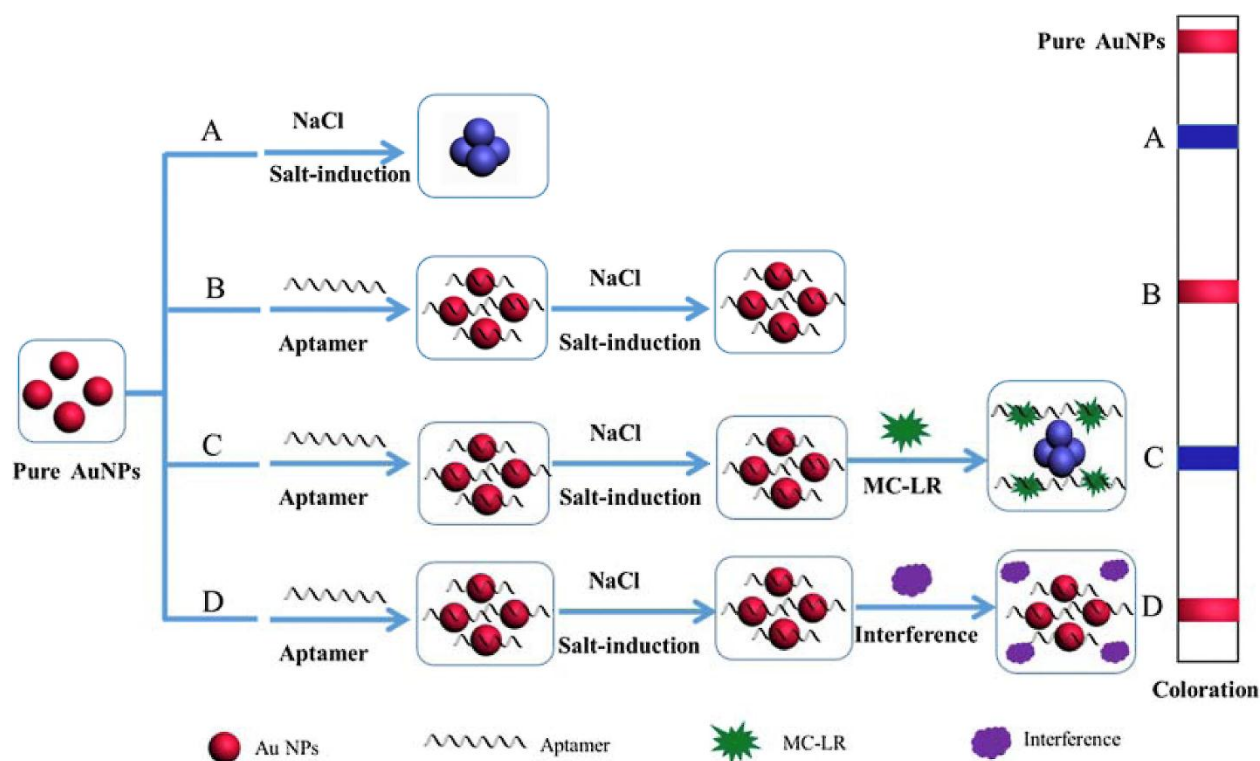 Pure AuNPs
A
NaCl
Salt-induction
A
B
Aptamer
NaCl
Salt-induction
B
Pure AuNPs
C
Aptamer
NaCl
Salt-induction
MC-LR
C
D
Aptamer
NaCl
Salt-induction
Interference
D
Coloration
Au NPs
Aptamer
MC-LR
Interference